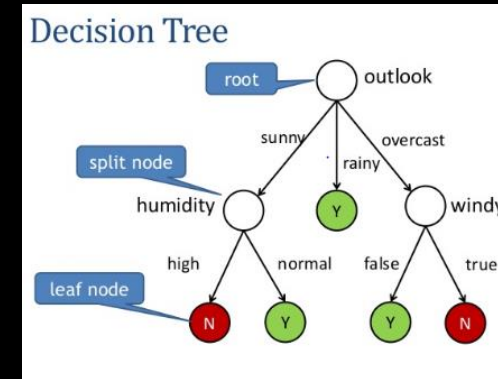 Decision Tree
root
outlook
sunny
rainy
overcast
split node
humidity
Y
windy
high
normal
false
true
leaf node
N
Y
Y
N